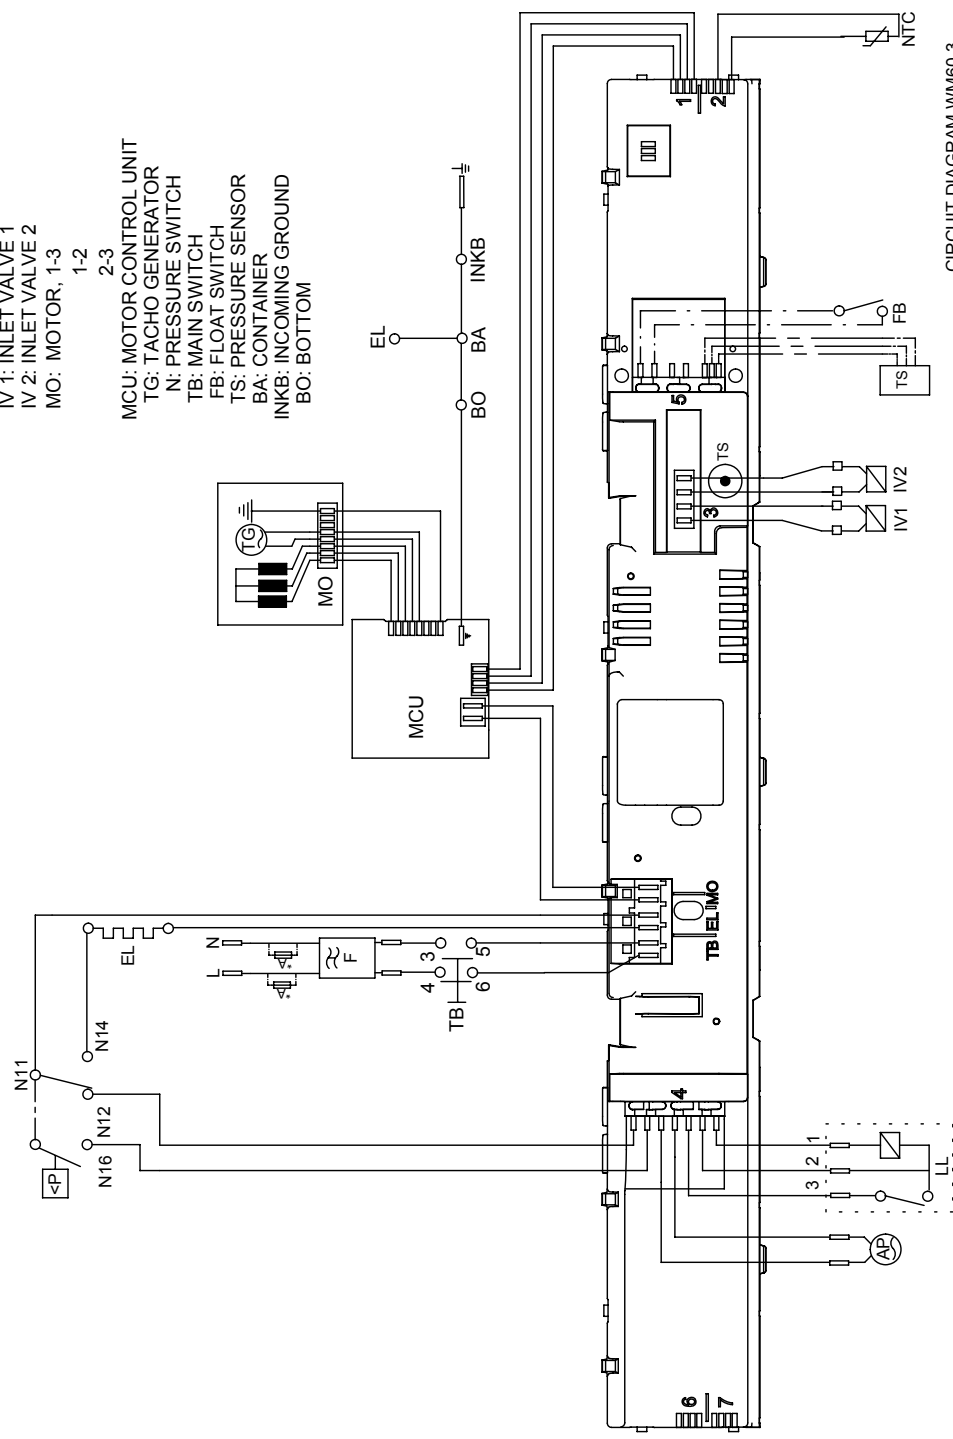 IV 1: INLET VALVE 1
IV 2: INLET VALVE 2
MO: MOTOR, 1-3
1-2
2-3
MCU: MOTOR CONTROL UNIT
TG: TACHO GENERATOR
N: PRESSURE SWITCH
TB: MAIN SWITCH
FB: FLOAT SWITCH
TS: PRESSURE SENSOR
BA: CONTAINER
INKB: INCOMING GROUND
BO: BOTTOM
NTC
1
2
EL
INKB
BA
BO
TG
MO
MCU
FB
TS
5
TS
3
IV2
IV1
TB EL MO
EL
N
L
F
3
5
4
6
TB
N14
N11
N12
N16
<P
4
1
2
3
LL
AP
6
7